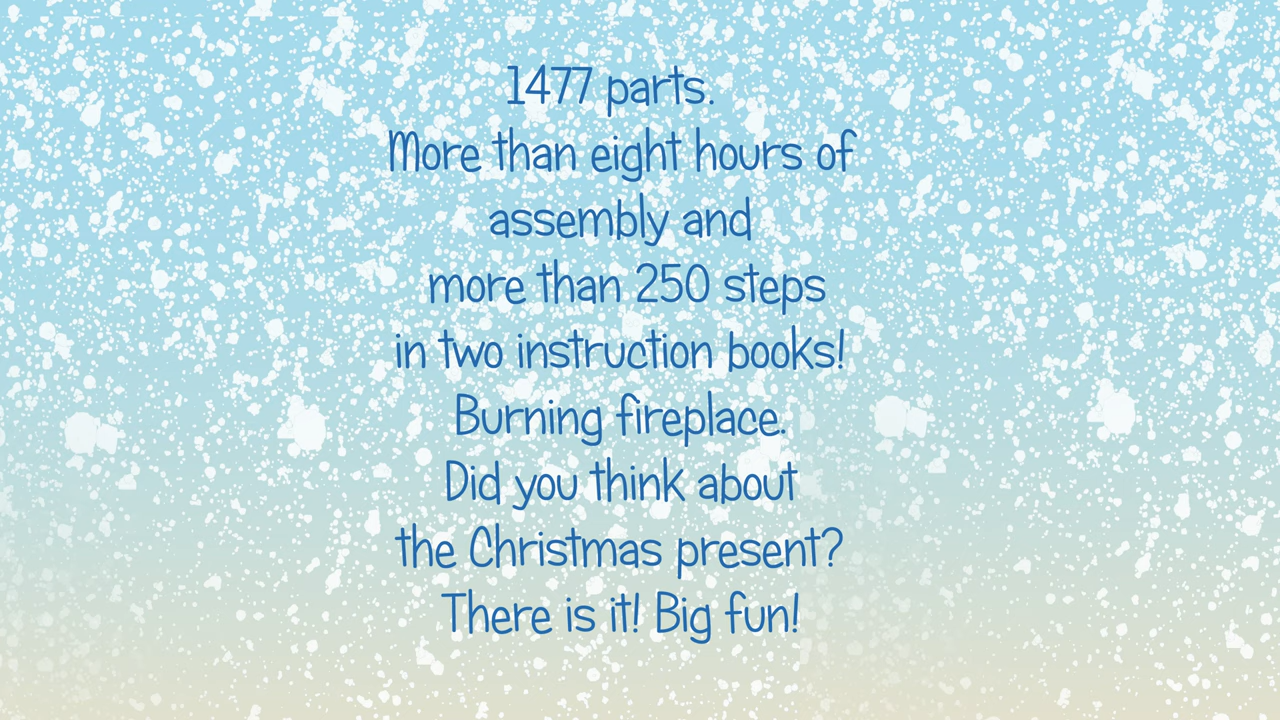 1477 parts.
More than eight hours of
assembly and
more than 250 steps
in two instruction books!
Burning fireplace.
Did you think about
the Christmas present?
There is it! Big fun!